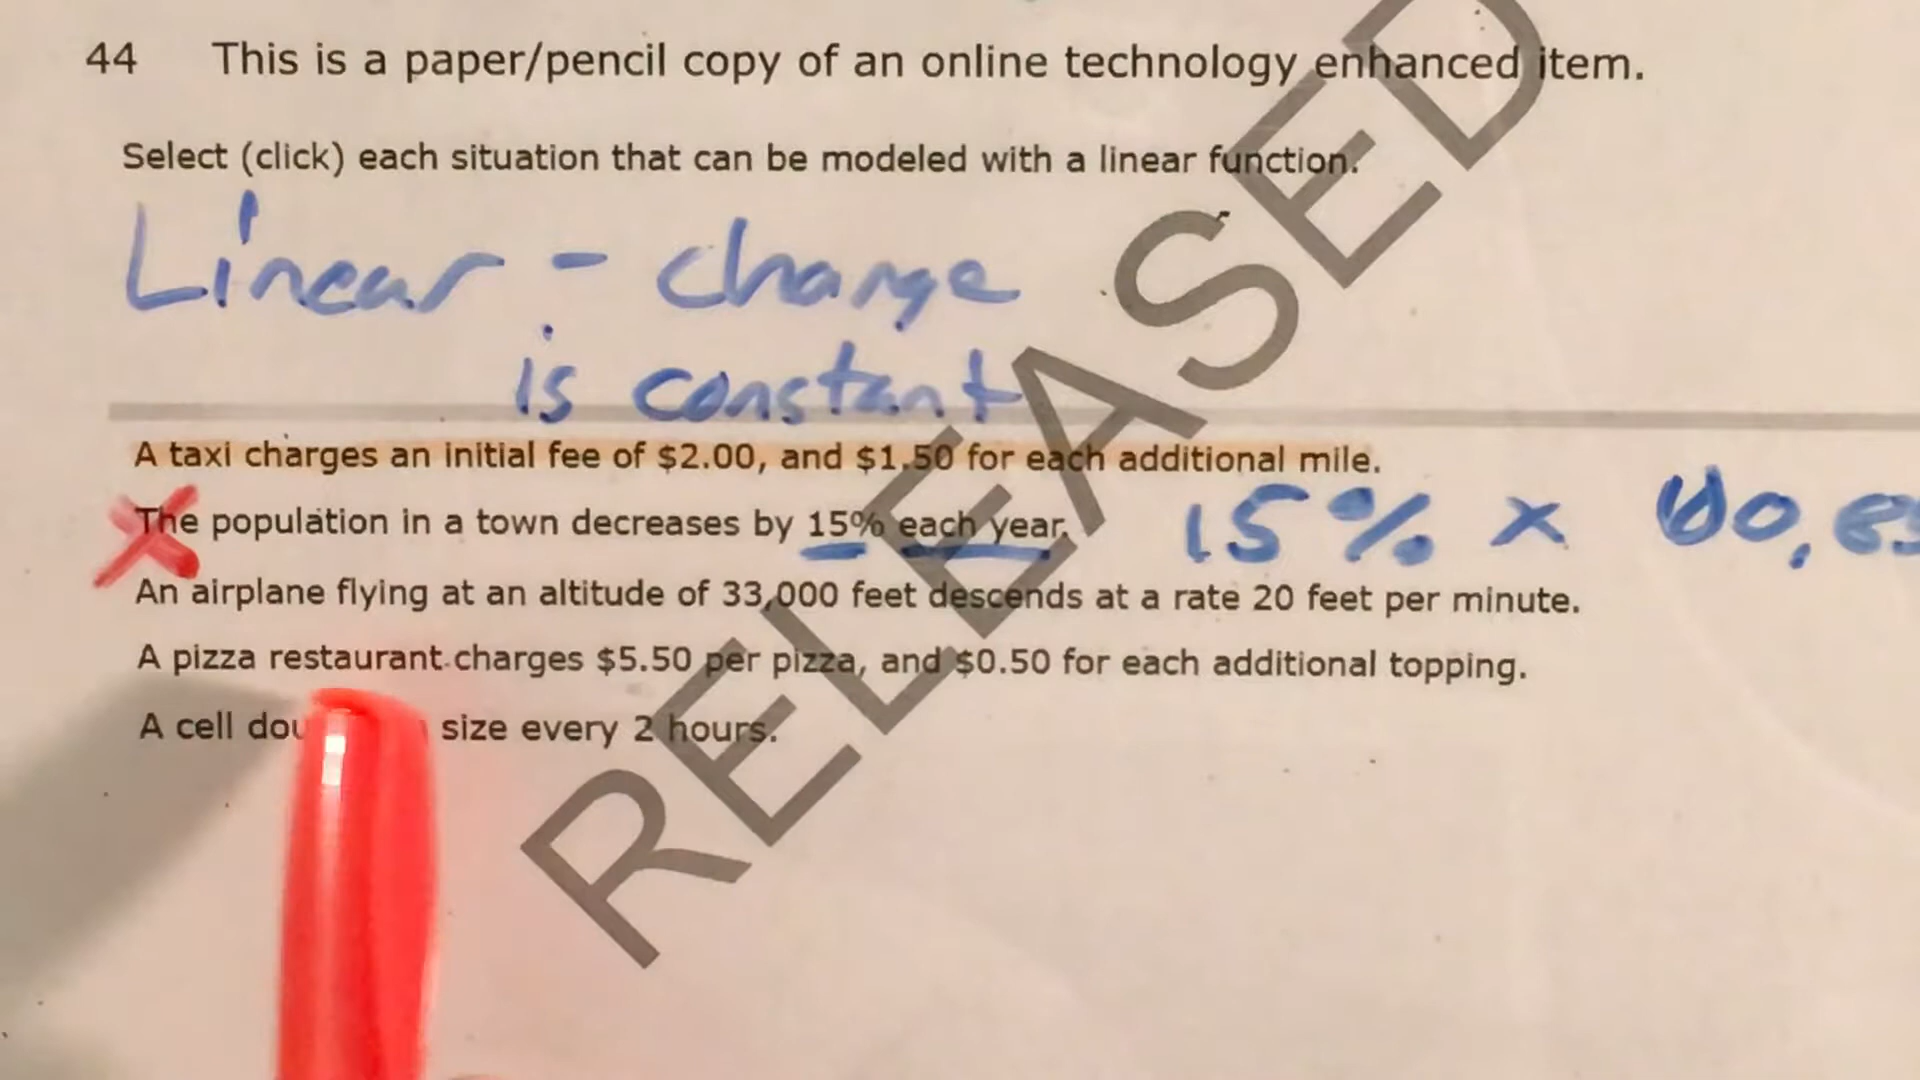 44 This is a paper/pencil copy of an online technology enhanced item.
Select (click) each situation that can be modeled with a linear function.
Linear - change
is constant
A taxi charges an initial fee of $2.00, and $1.50 for each additional mile.
The population in a town decreases by 15% each year. 15% x
An airplane flying at an altitude of 33,000 feet descends at a rate 20 feet per minute.
A pizza restaurant charges $5.50 per pizza, and $0.50 for each additional topping.
A cell size every 2 hours.
RELEASED